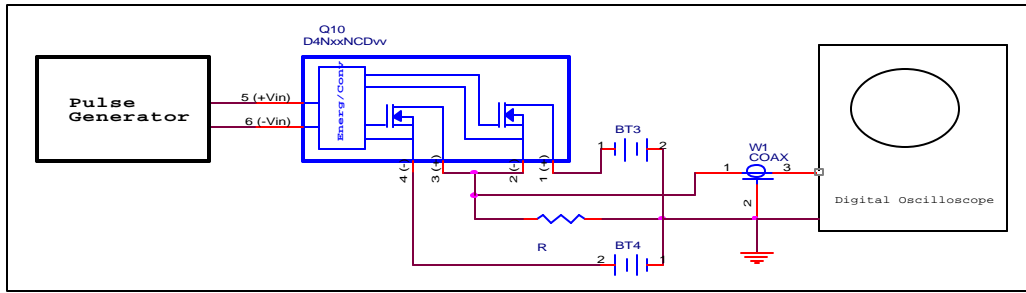 Q10
D4NxxNCDvv
Pulse
Generator
5 (+Vin)
6 (-Vin)
Energ/Conv
4 (-)
3 (+)
2 (-)
1 (+)
BT3
1
2
W1
COAX
1
3
2
Digital Oscilloscope
R
BT4
2
1